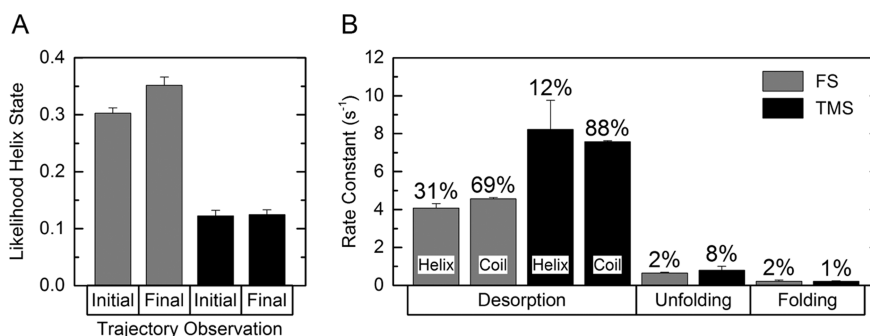 A
Likelihood Helix State
0.4
0.3
0.2
0.1
0.0
Initial
Final
Initial
Final
Trajectory Observation
B
Rate Constant (s⁻¹)
12
10
8
6
4
2
0
31%
69%
12%
88%
2%
8%
2%
1%
Helix
Coil
Helix
Coil
Desorption
Unfolding
Folding
FS
TMS